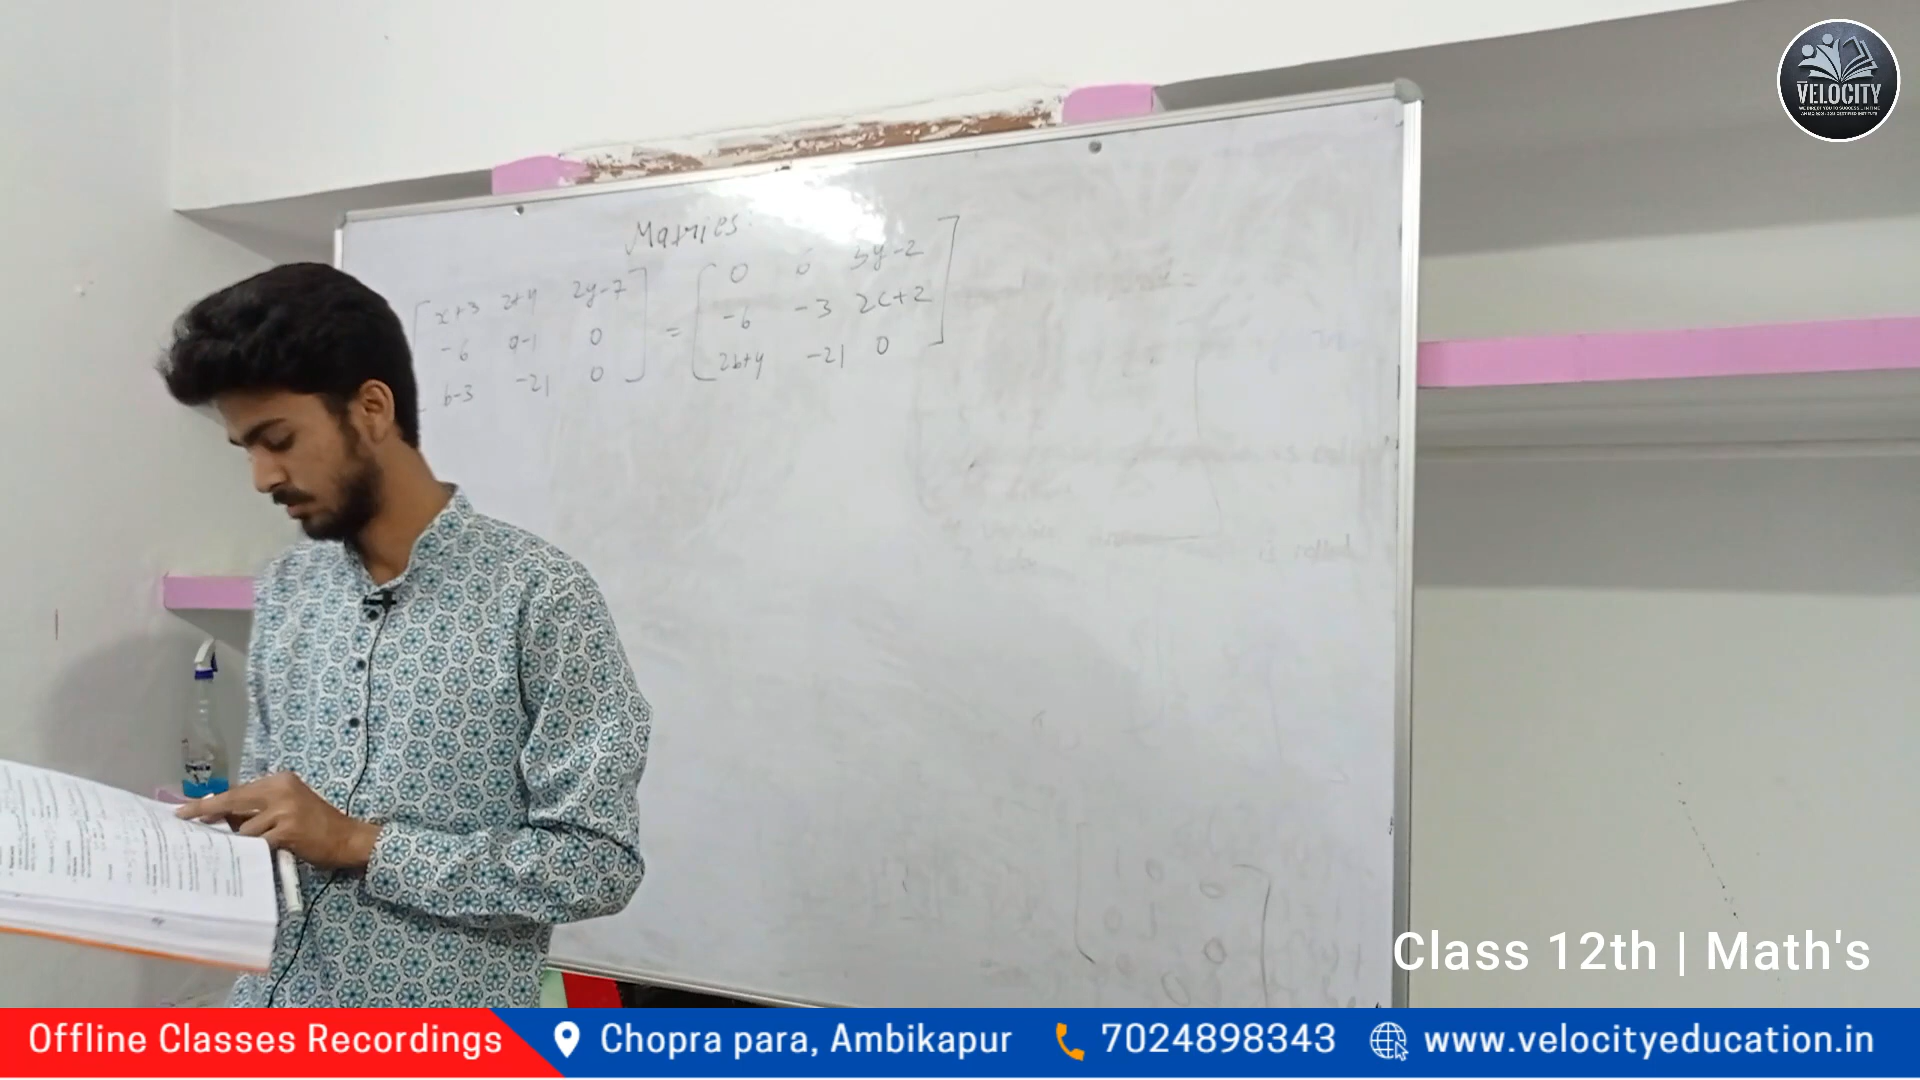 VELOCITY
Matries
x+3 z+4 2y-7
-6 a-1 0
b-3 -21 0
=
0 6 3y-2
-6 -3 2c+2
2b+4 -21 0
Class 12th | Math's
Offline Classes Recordings
Chopra para, Ambikapur
7024898343
www.velocityeducation.in